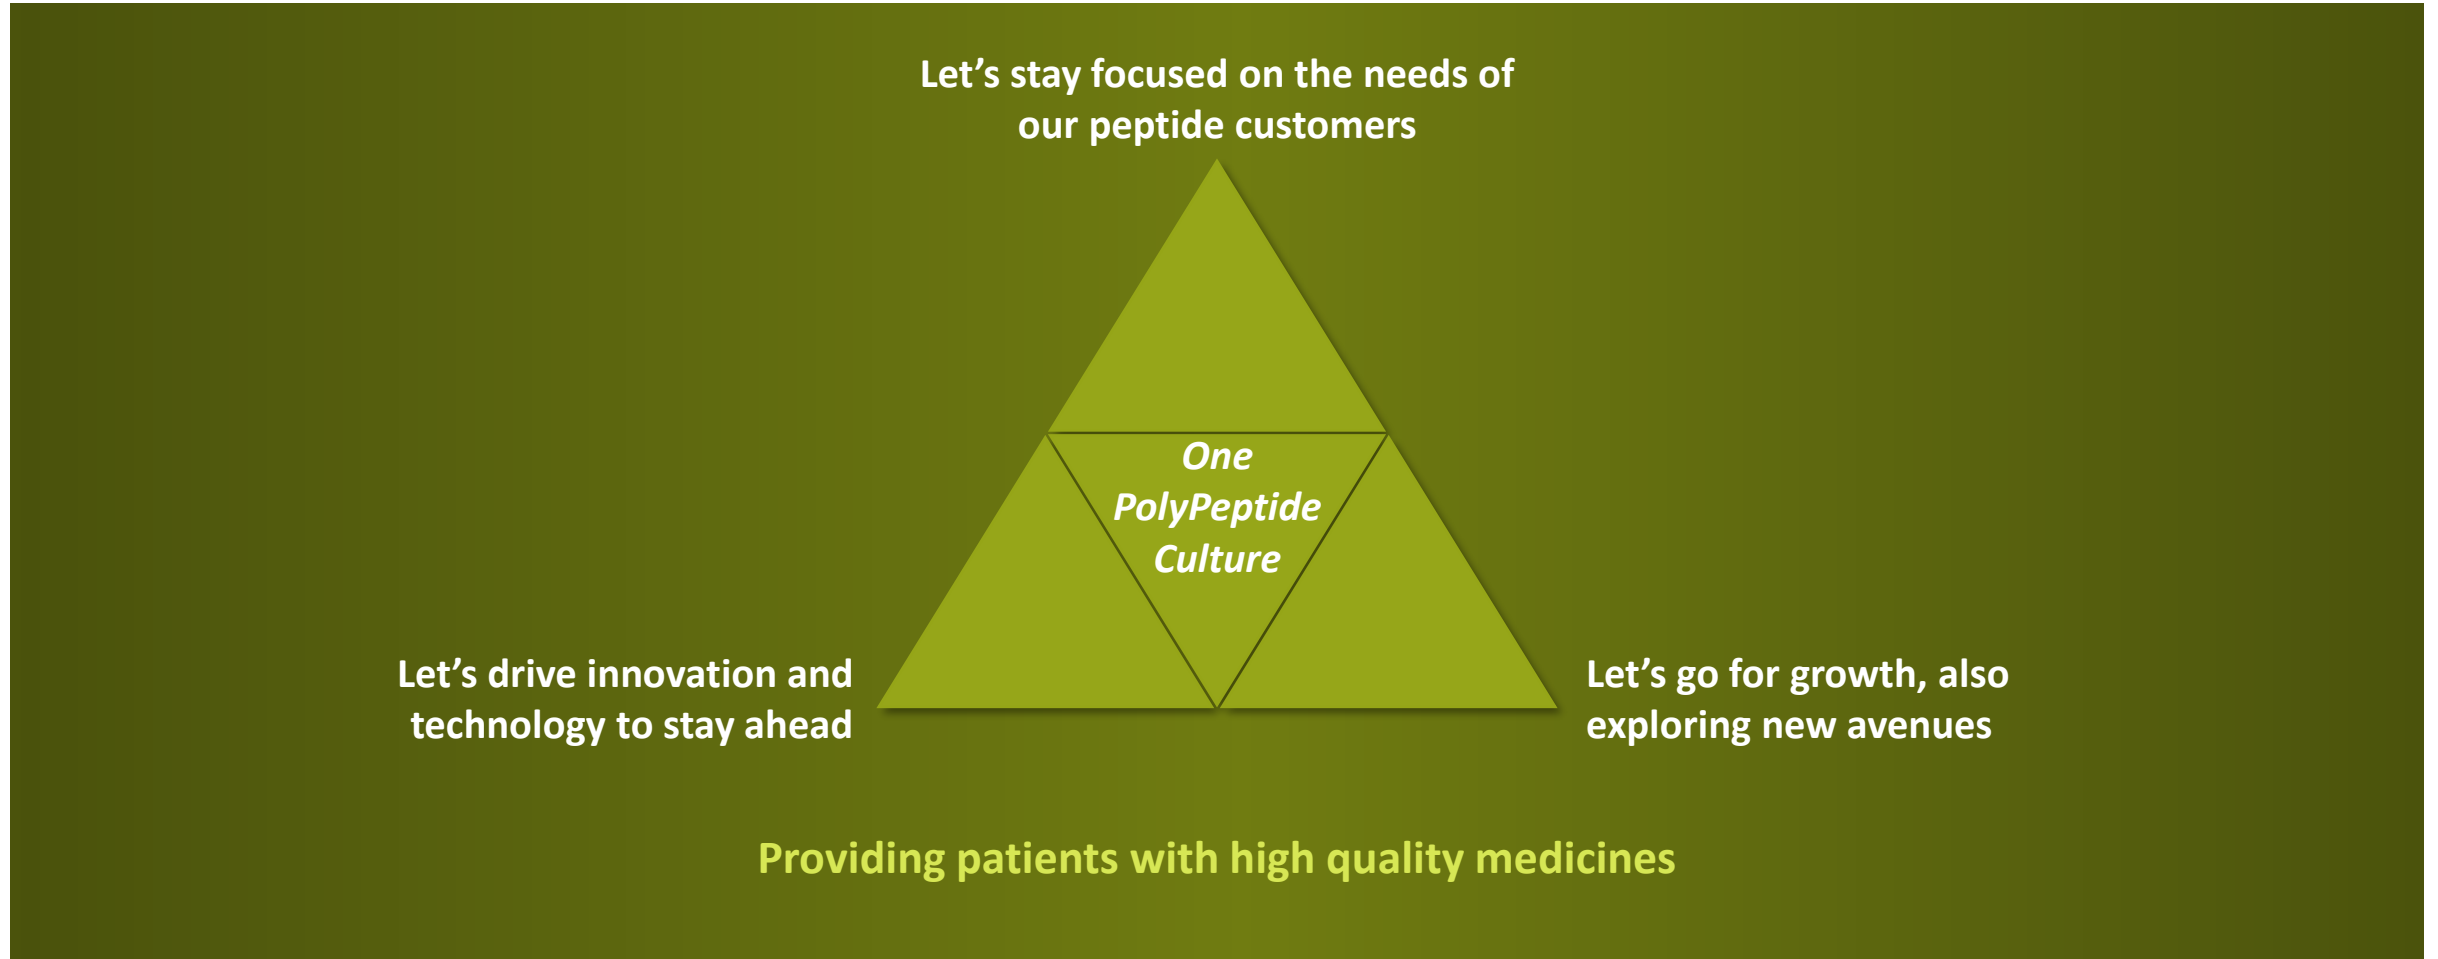 Let’s stay focused on the needs of
our peptide customers
One
PolyPeptide
Culture
Let’s drive innovation and
technology to stay ahead
Let’s go for growth, also
exploring new avenues
Providing patients with high quality medicines